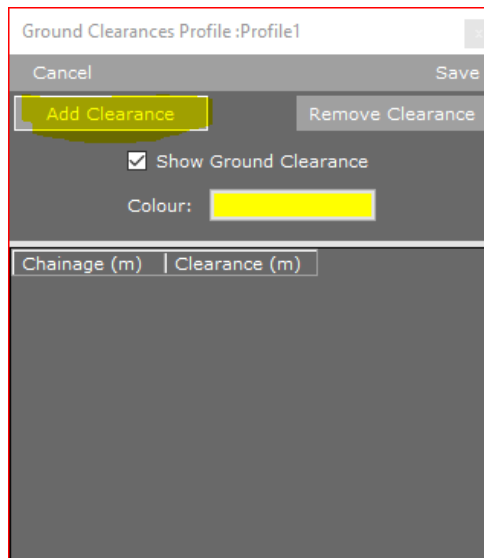 Ground Clearances Profile :Profile1
Cancel Save
Add Clearance Remove Clearance
Show Ground Clearance
Colour:
Chainage (m) Clearance (m)